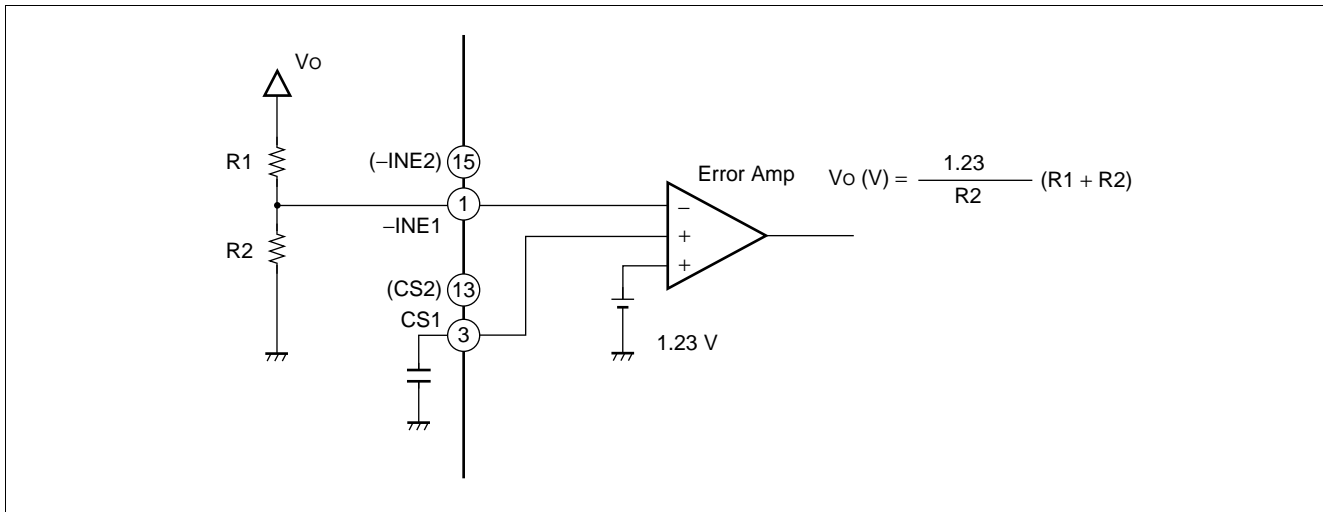 Vo
R1
(−INE2) 15
Error Amp
Vo (V) = 1.23 / R2 (R1 + R2)
1
−INE1
−
+
+
R2
(CS2) 13
CS1
3
1.23 V